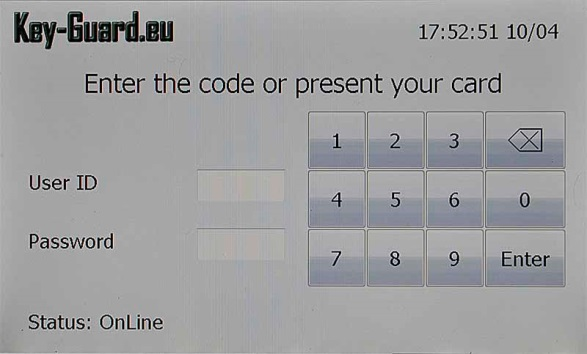 Key-Guard.eu
17:52:51 10/04
Enter the code or present your card
1 2 3
User ID
4 5 6 0
Password
7 8 9 Enter
Status: OnLine